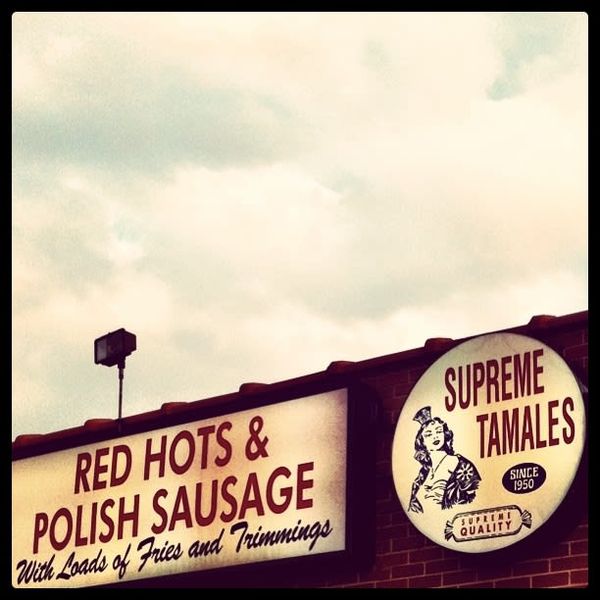 RED HOTS &
POLISH SAUSAGE
With Loads of Fries and Trimmings
SUPREME
TAMALES
SINCE
1950
SUPREME
QUALITY